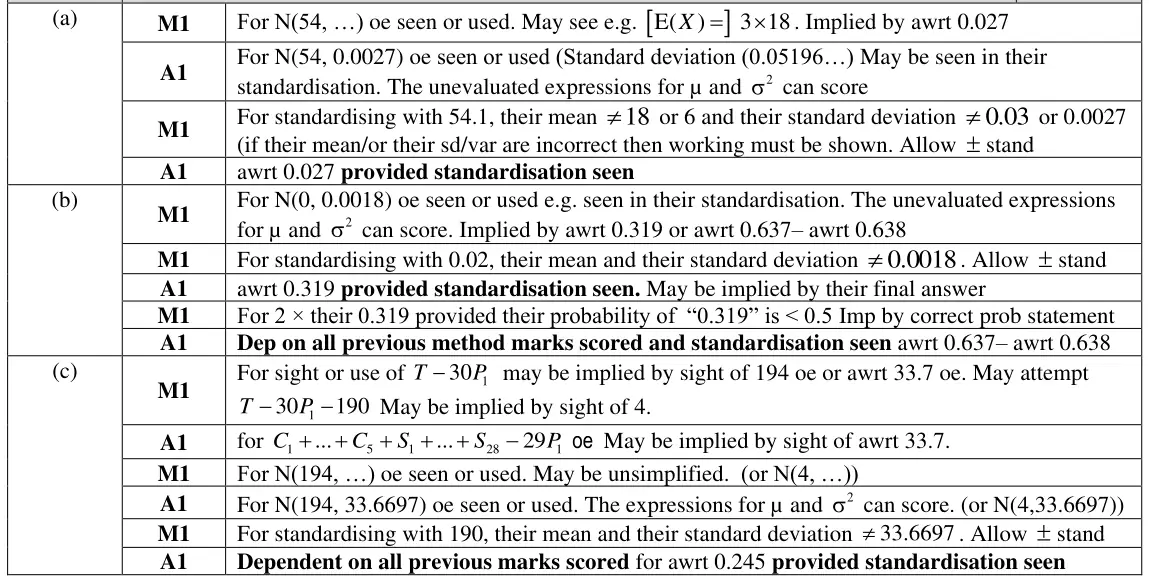 (a) M1 For N(54, …) oe seen or used. May see e.g. [E(X)=] 3×18. Implied by awrt 0.027
A1 For N(54, 0.0027) oe seen or used (Standard deviation (0.05196…) May be seen in their
standardisation. The unevaluated expressions for μ and σ² can score
M1 For standardising with 54.1, their mean ≠18 or 6 and their standard deviation ≠0.03 or 0.0027
(if their mean/or their sd/var are incorrect then working must be shown. Allow ± stand
A1 awrt 0.027 provided standardisation seen
(b) M1 For N(0, 0.0018) oe seen or used e.g. seen in their standardisation. The unevaluated expressions
for μ and σ² can score. Implied by awrt 0.319 or awrt 0.637– awrt 0.638
M1 For standardising with 0.02, their mean and their standard deviation ≠0.0018. Allow ± stand
A1 awrt 0.319 provided standardisation seen. May be implied by their final answer
M1 For 2 × their 0.319 provided their probability of “0.319” is < 0.5 Imp by correct prob statement
A1 Dep on all previous method marks scored and standardisation seen awrt 0.637– awrt 0.638
(c) M1 For sight or use of T − 30P₁ may be implied by sight of 194 oe or awrt 33.7 oe. May attempt
T − 30P₁ − 190 May be implied by sight of 4.
A1 for C₁ + ... + C₅ + S₁ + ... + S₂₈ − 29P₁ oe May be implied by sight of awrt 33.7.
M1 For N(194, …) oe seen or used. May be unsimplified. (or N(4, …))
A1 For N(194, 33.6697) oe seen or used. The expressions for μ and σ² can score. (or N(4,33.6697))
M1 For standardising with 190, their mean and their standard deviation ≠33.6697. Allow ± stand
A1 Dependent on all previous marks scored for awrt 0.245 provided standardisation seen